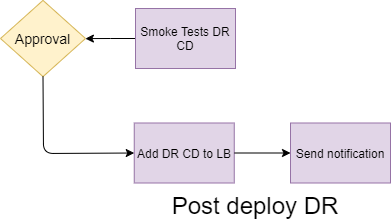 Approval
Smoke Tests DR
CD
Add DR CD to LB
Send notification
Post deploy DR